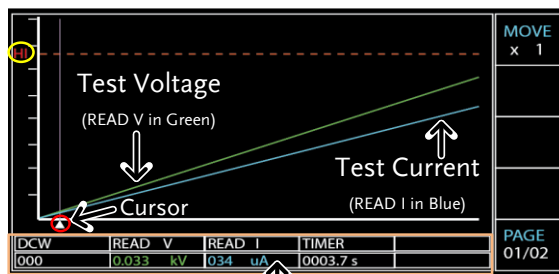 MOVE
x 1
HI
Test Voltage
(READ V in Green)
Test Current
(READ I in Blue)
Cursor
DCW READ V READ I TIMER
000 0.033 kV 034 uA 0003.7 s
PAGE
01/02